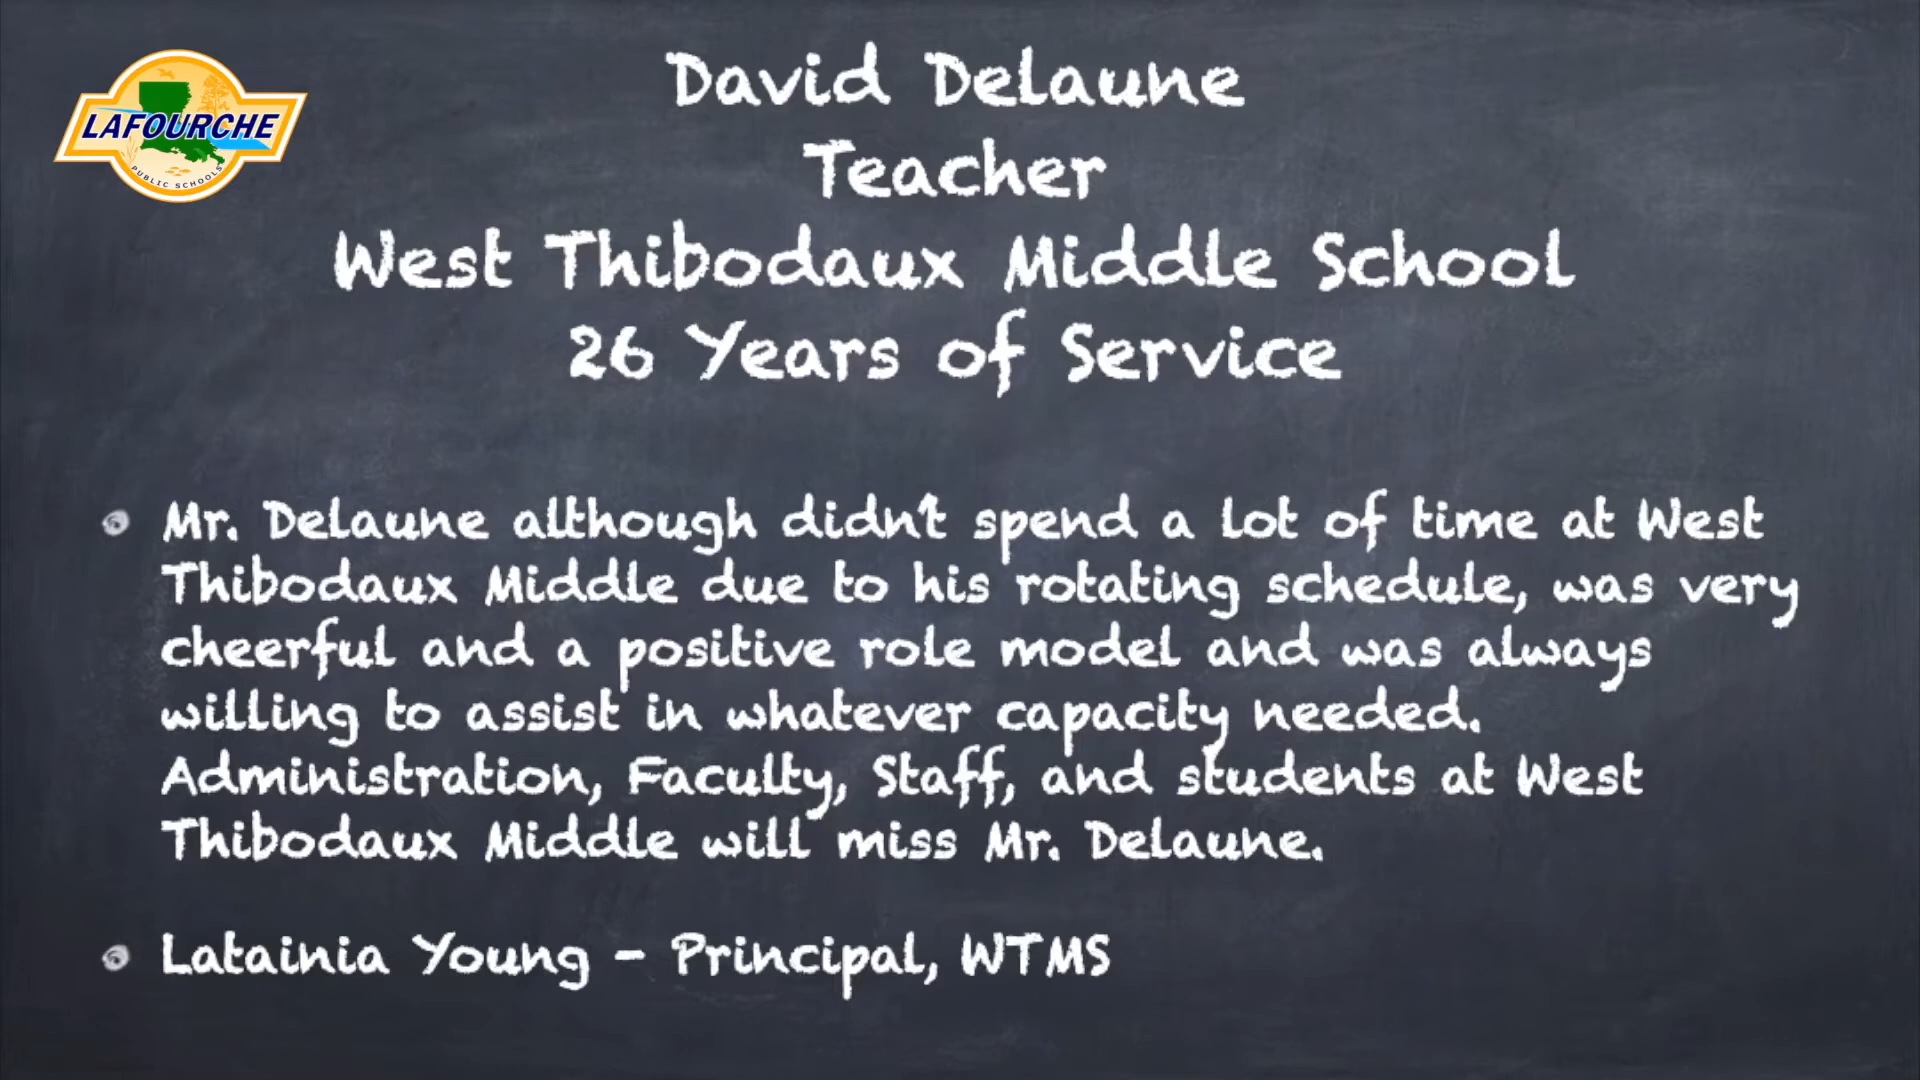 LAFOURCHE
PUBLIC SCHOOLS
David Delaune
Teacher
West Thibodaux Middle School
26 Years of Service
Mr. Delaune although didn't spend a lot of time at West
Thibodaux Middle due to his rotating schedule, was very
cheerful and a positive role model and was always
willing to assist in whatever capacity needed.
Administration, Faculty, Staff, and students at West
Thibodaux Middle will miss Mr. Delaune.
Latainia Young - Principal, WTMS